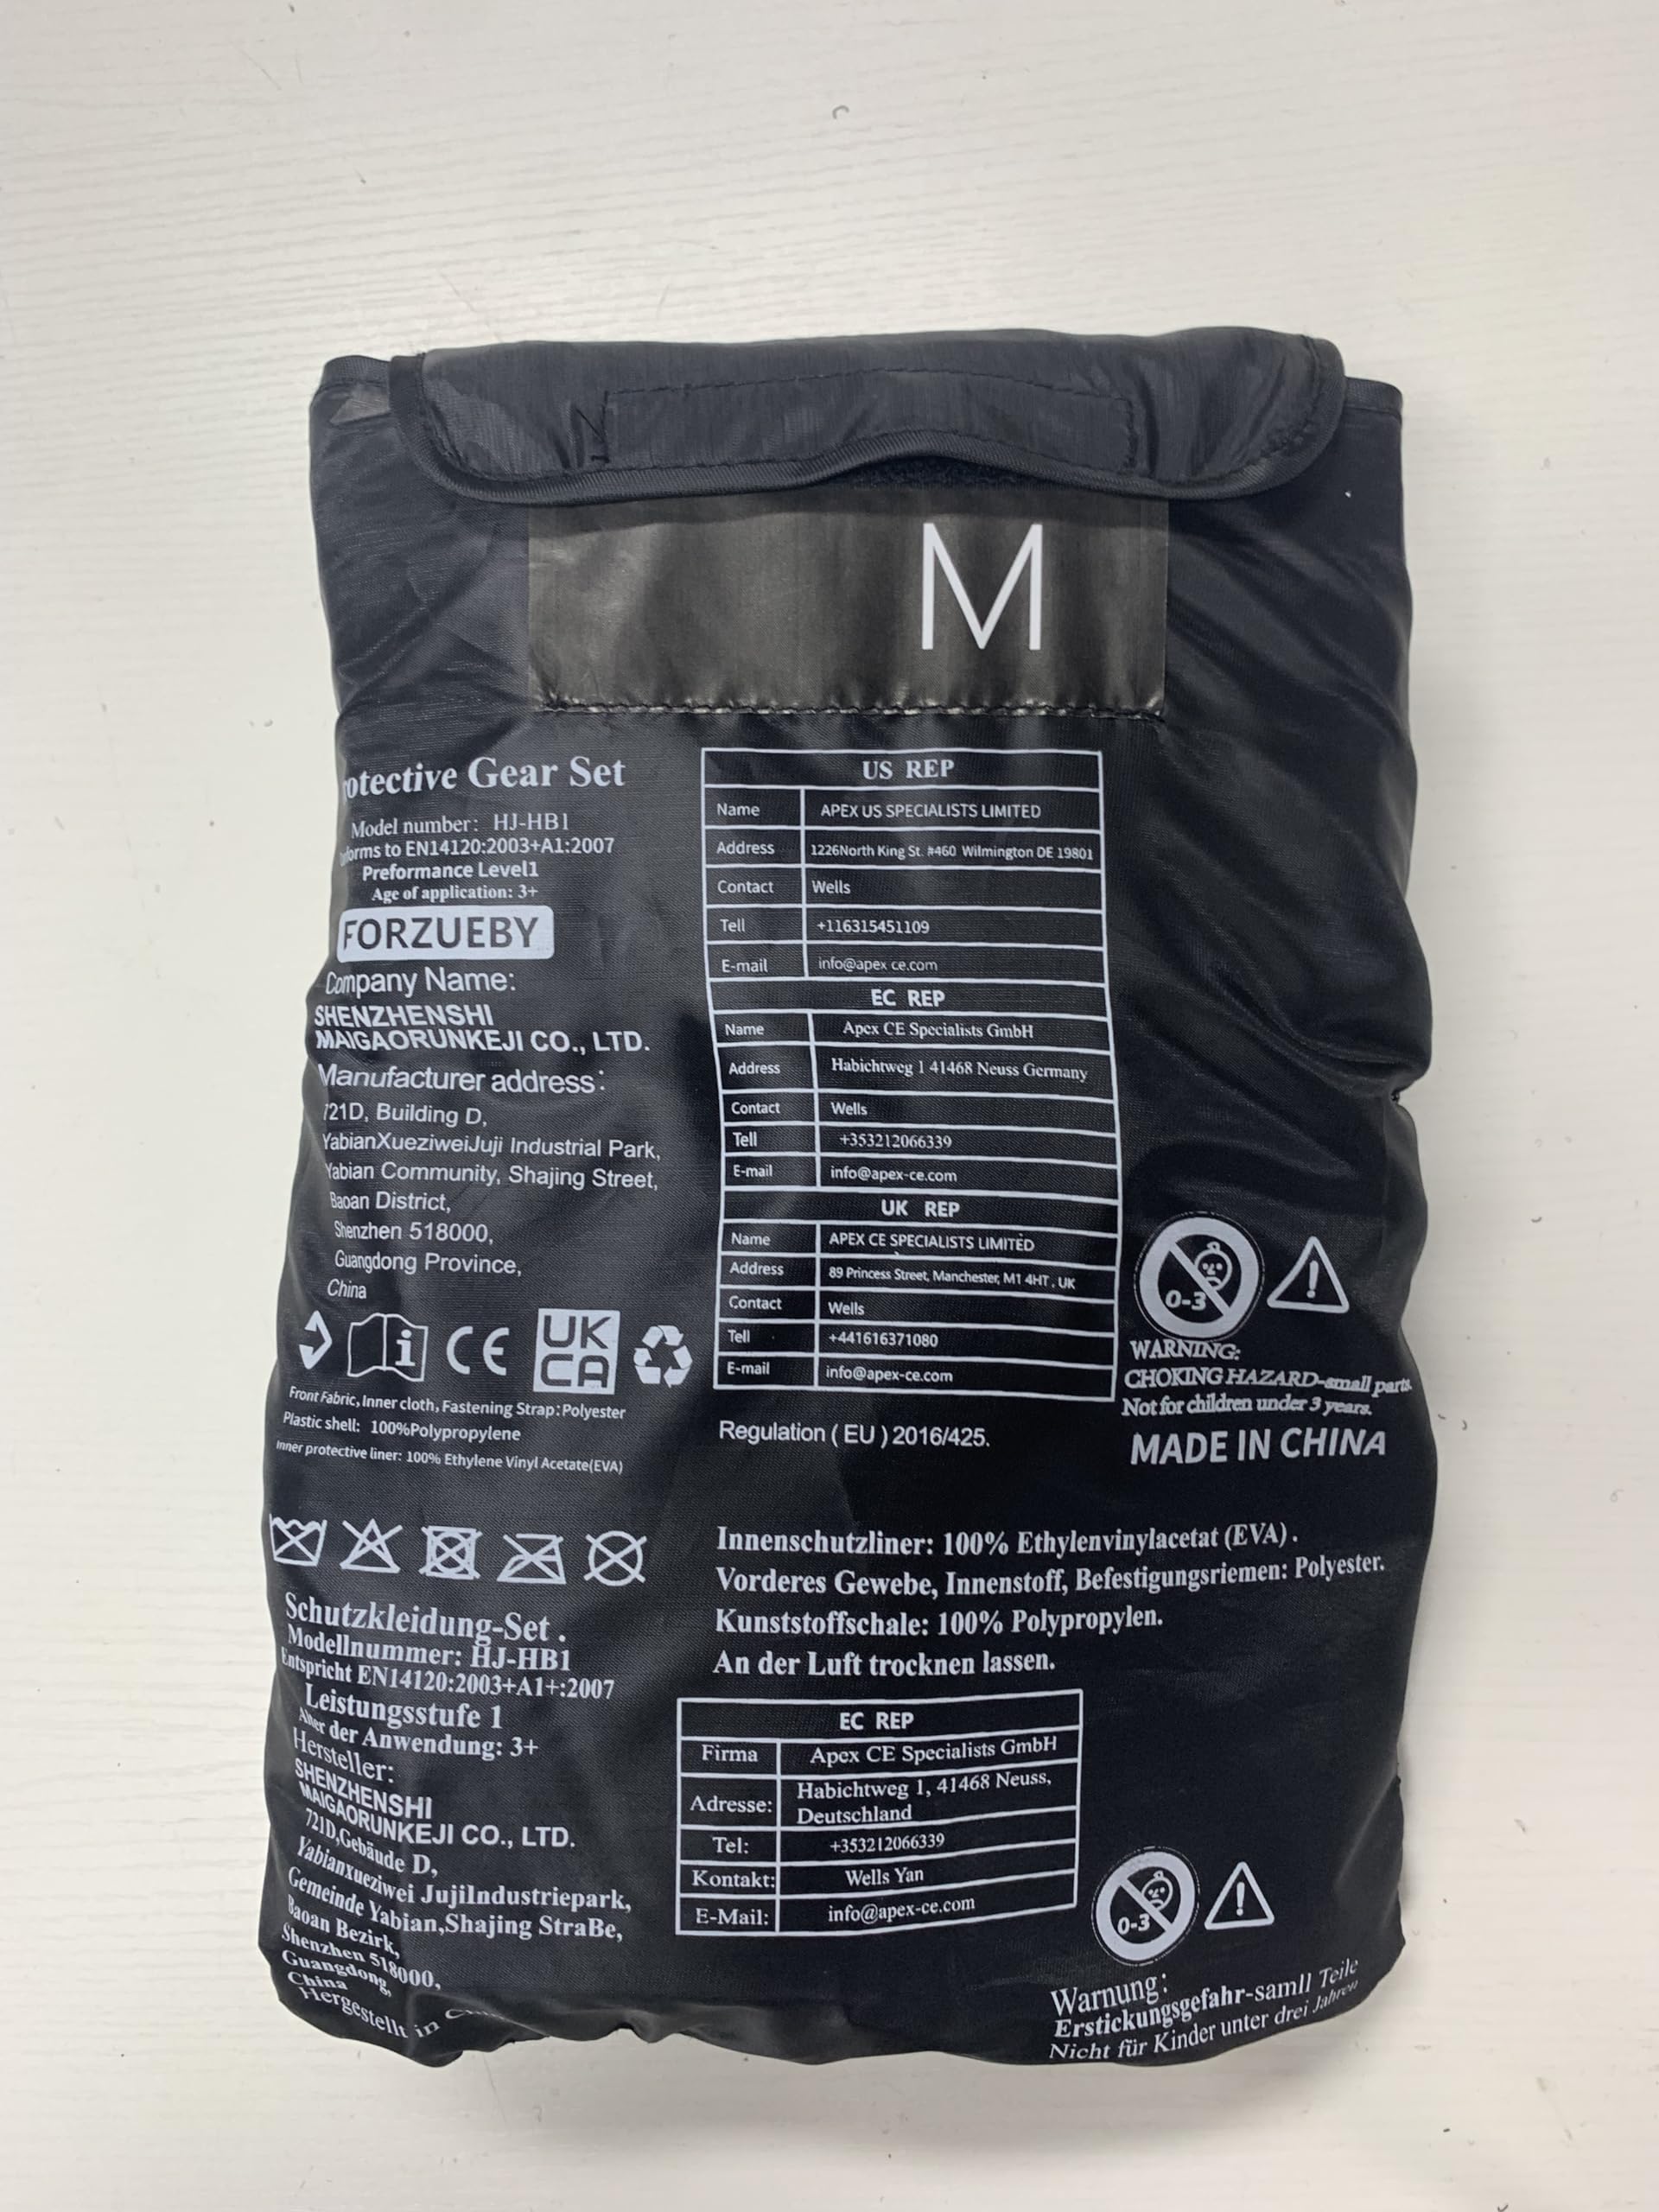 M
otective Gear Set
Model number: HJ-HB1
forms to EN14120:2003+A1:2007
Preformance Level1
Age of application: 3+
FORZUEBY
Company Name:
SHENZHENSHI
MAIGAORUNKEJI CO., LTD.
Manufacturer address:
721D, Building D,
YabianXueziweiJuji Industrial Park,
Yabian Community, Shajing Street,
Baoan District,
Shenzhen 518000,
Guangdong Province,
China
i CE UK CA
Front Fabric, Inner cloth, Fastening Strap:Polyester
Plastic shell: 100%Polypropylene
Inner protective liner: 100% Ethylene Vinyl Acetate(EVA)
US REP
Name APEX US SPECIALISTS LIMITED
Address 1226North King St. #460 Wilmington DE 19801
Contact Wells
Tell +116315451109
E-mail info@apex ce.com
EC REP
Name Apex CE Specialists GmbH
Address Habichtweg 1 41468 Neuss Germany
Contact Wells
Tell +353212066339
E-mail info@apex-ce.com
UK REP
Name APEX CE SPECIALISTS LIMITED
Address 89 Princess Street, Manchester, M1 4HT , UK
Contact Wells
Tell +441616371080
E-mail info@apex-ce.com
Regulation ( EU ) 2016/425.
0-3
WARNING:
CHOKING HAZARD-small parts.
Not for children under 3 years.
MADE IN CHINA
Schutzkleidung-Set .
Modellnummer: HJ-HB1
Entspricht EN14120:2003+A1+:2007
Leistungsstufe 1
Alter der Anwendung: 3+
Hersteller:
SHENZHENSHI
MAIGAORUNKEJI CO., LTD.
721D,Gebäude D,
Yabianxueziwei JujiIndustriepark,
Gemeinde Yabian,Shajing StraBe,
Baoan Bezirk,
Shenzhen 518000,
Guangdong,
China
Hergestellt in
Innenschutzliner: 100% Ethylenvinylacetat (EVA) .
Vorderes Gewebe, Innenstoff, Befestigungsriemen: Polyester.
Kunststoffschale: 100% Polypropylen.
An der Luft trocknen lassen.
EC REP
Firma Apex CE Specialists GmbH
Adresse: Habichtweg 1, 41468 Neuss,
Deutschland
Tel: +353212066339
Kontakt: Wells Yan
E-Mail: info@apex-ce.com
0-3
Warnung:
Erstickungsgefahr-samll Teile
Nicht für Kinder unter drei Jahren